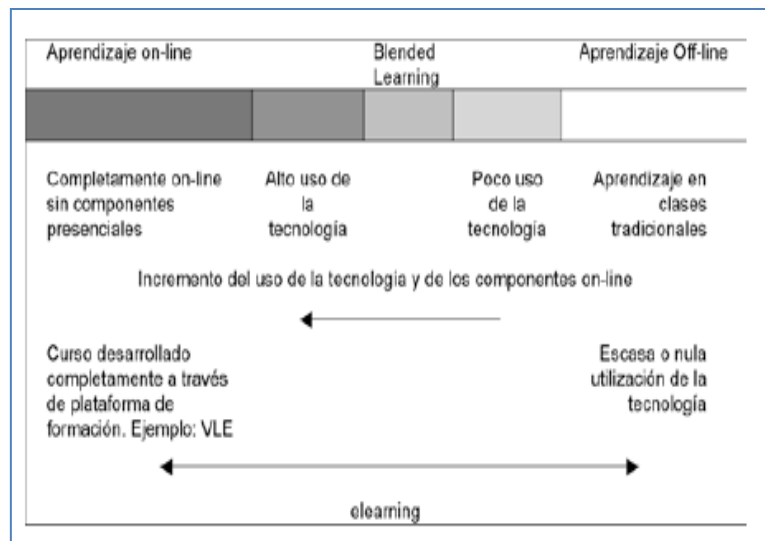 Aprendizaje on-line
Blended
Learning
Aprendizaje Off-line
Completamente on-line
sin componentes
presenciales
Alto uso de
la
tecnología
Poco uso
de la
tecnología
Aprendizaje en
clases
tradicionales
Incremento del uso de la tecnologia y de los componentes on-line
Curso desarrollado
completamente a través
de plataforma de
formación. Ejemplo: VLE
Escasa o nula
utilización de la
tecnología
elearning